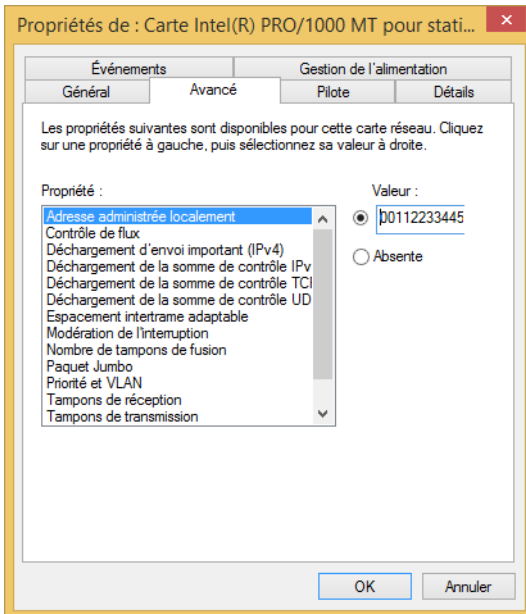 Propriétés de : Carte Intel(R) PRO/1000 MT pour stati...
Événements
Gestion de l'alimentation
Général
Avancé
Pilote
Détails
Les propriétés suivantes sont disponibles pour cette carte réseau. Cliquez
sur une propriété à gauche, puis sélectionnez sa valeur à droite.
Propriété :
Valeur :
Adresse administrée localement
00112233445
Contrôle de flux
Déchargement d'envoi important (IPv4)
Absente
Déchargement de la somme de contrôle IPv
Déchargement de la somme de contrôle TCI
Déchargement de la somme de contrôle UD
Espacement intertrame adaptable
Modération de l'interruption
Nombre de tampons de fusion
Paquet Jumbo
Priorité et VLAN
Tampons de réception
Tampons de transmission
OK
Annuler